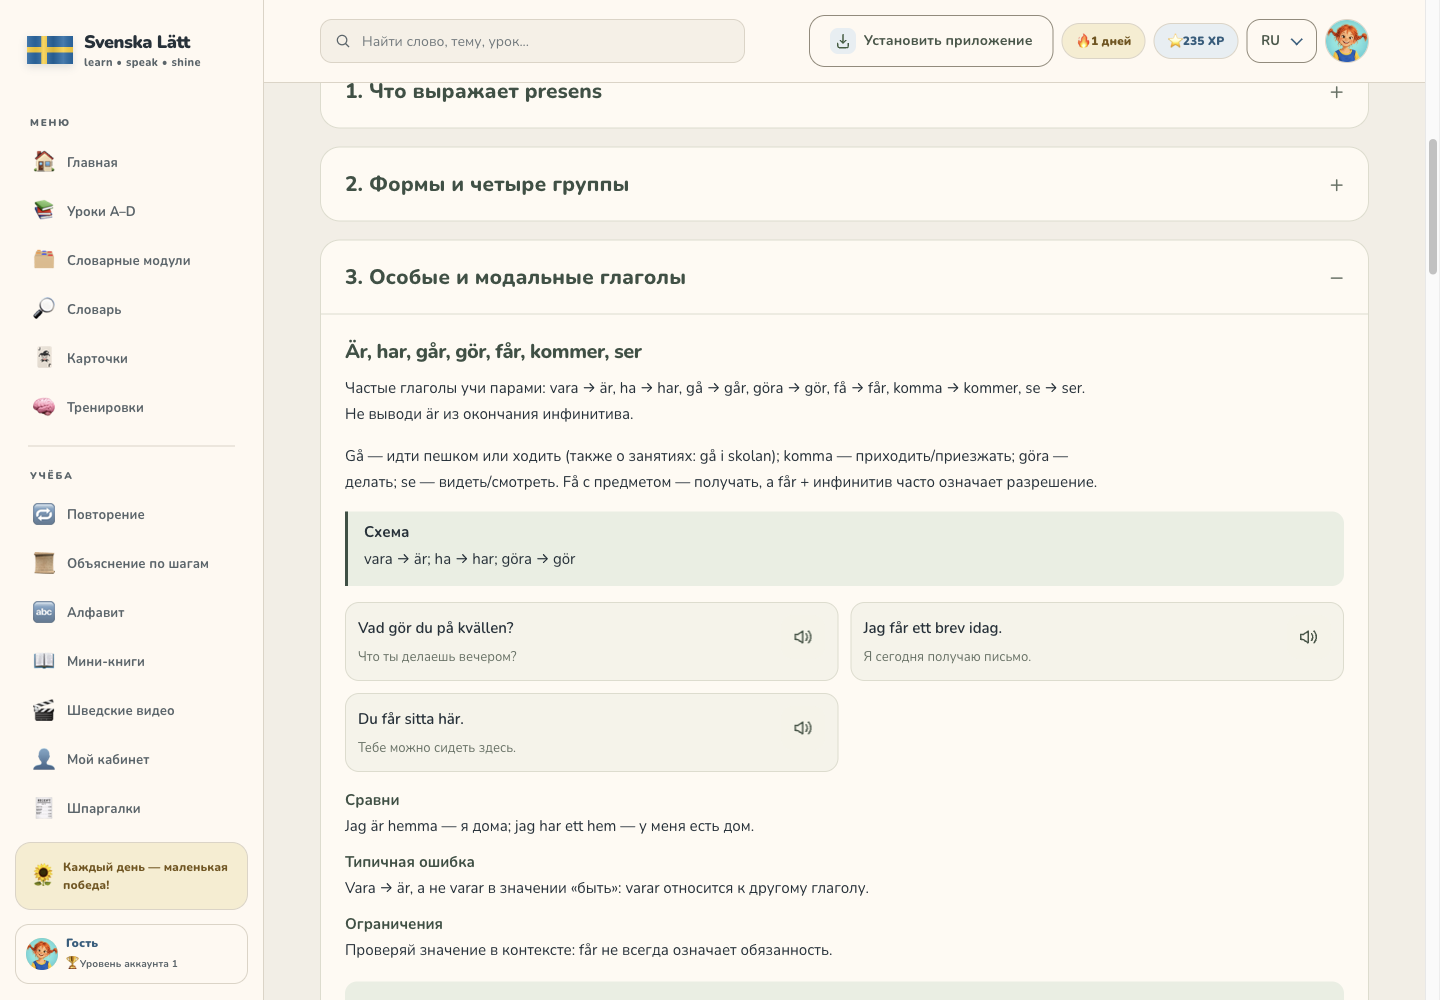 Svenska Lätt
learn • speak • shine
Найти слово, тему, урок...
Установить приложение
1 дней
235 XP
RU
МЕНЮ
Главная
Уроки A–D
Словарные модули
Словарь
Карточки
Тренировки
УЧЁБА
Повторение
Объяснение по шагам
Алфавит
Мини-книги
Шведские видео
Мой кабинет
Шпаргалки
Каждый день — маленькая
победа!
Гость
Уровень аккаунта 1
1. Что выражает presens
2. Формы и четыре группы
3. Особые и модальные глаголы
Är, har, går, gör, får, kommer, ser
Частые глаголы учи парами: vara → är, ha → har, gå → går, göra → gör, få → får, komma → kommer, se → ser.
Не выводи är из окончания инфинитива.
Gå — идти пешком или ходить (также о занятиях: gå i skolan); komma — приходить/приезжать; göra —
делать; se — видеть/смотреть. Få с предметом — получать, а får + инфинитив часто означает разрешение.
Схема
vara → är; ha → har; göra → gör
Vad gör du på kvällen?
Что ты делаешь вечером?
Jag får ett brev idag.
Я сегодня получаю письмо.
Du får sitta här.
Тебе можно сидеть здесь.
Сравни
Jag är hemma — я дома; jag har ett hem — у меня есть дом.
Типичная ошибка
Vara → är, а не varar в значении «быть»: varar относится к другому глаголу.
Ограничения
Проверяй значение в контексте: får не всегда означает обязанность.